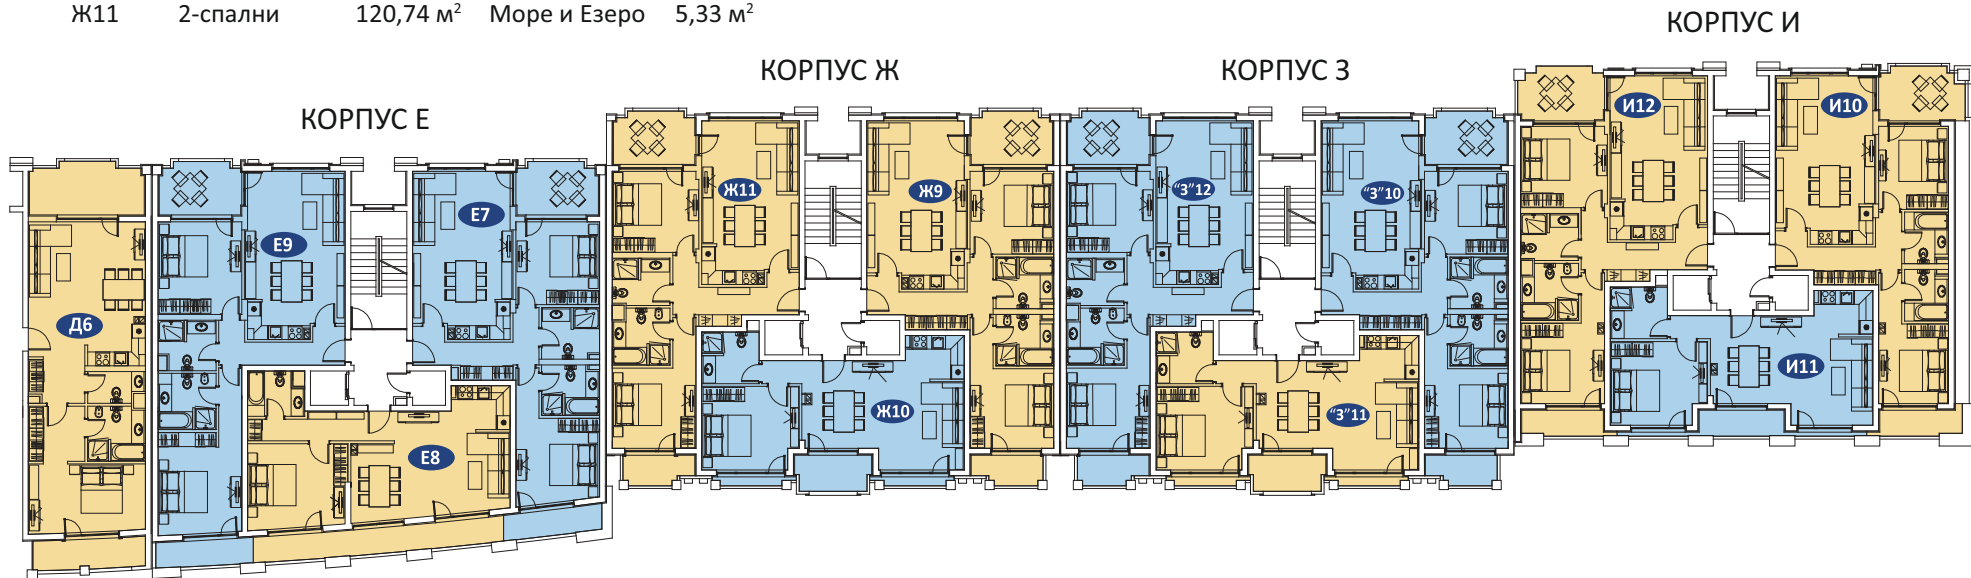 Ж11 2-спални 120,74 м² Море и Езеро 5,33 м²
КОРПУС И
КОРПУС Ж
КОРПУС З
КОРПУС Е
И12
И10
Ж11
Ж9
"З"12
"З"10
Е7
Е9
Д6
И11
Ж10
"З"11
Е8